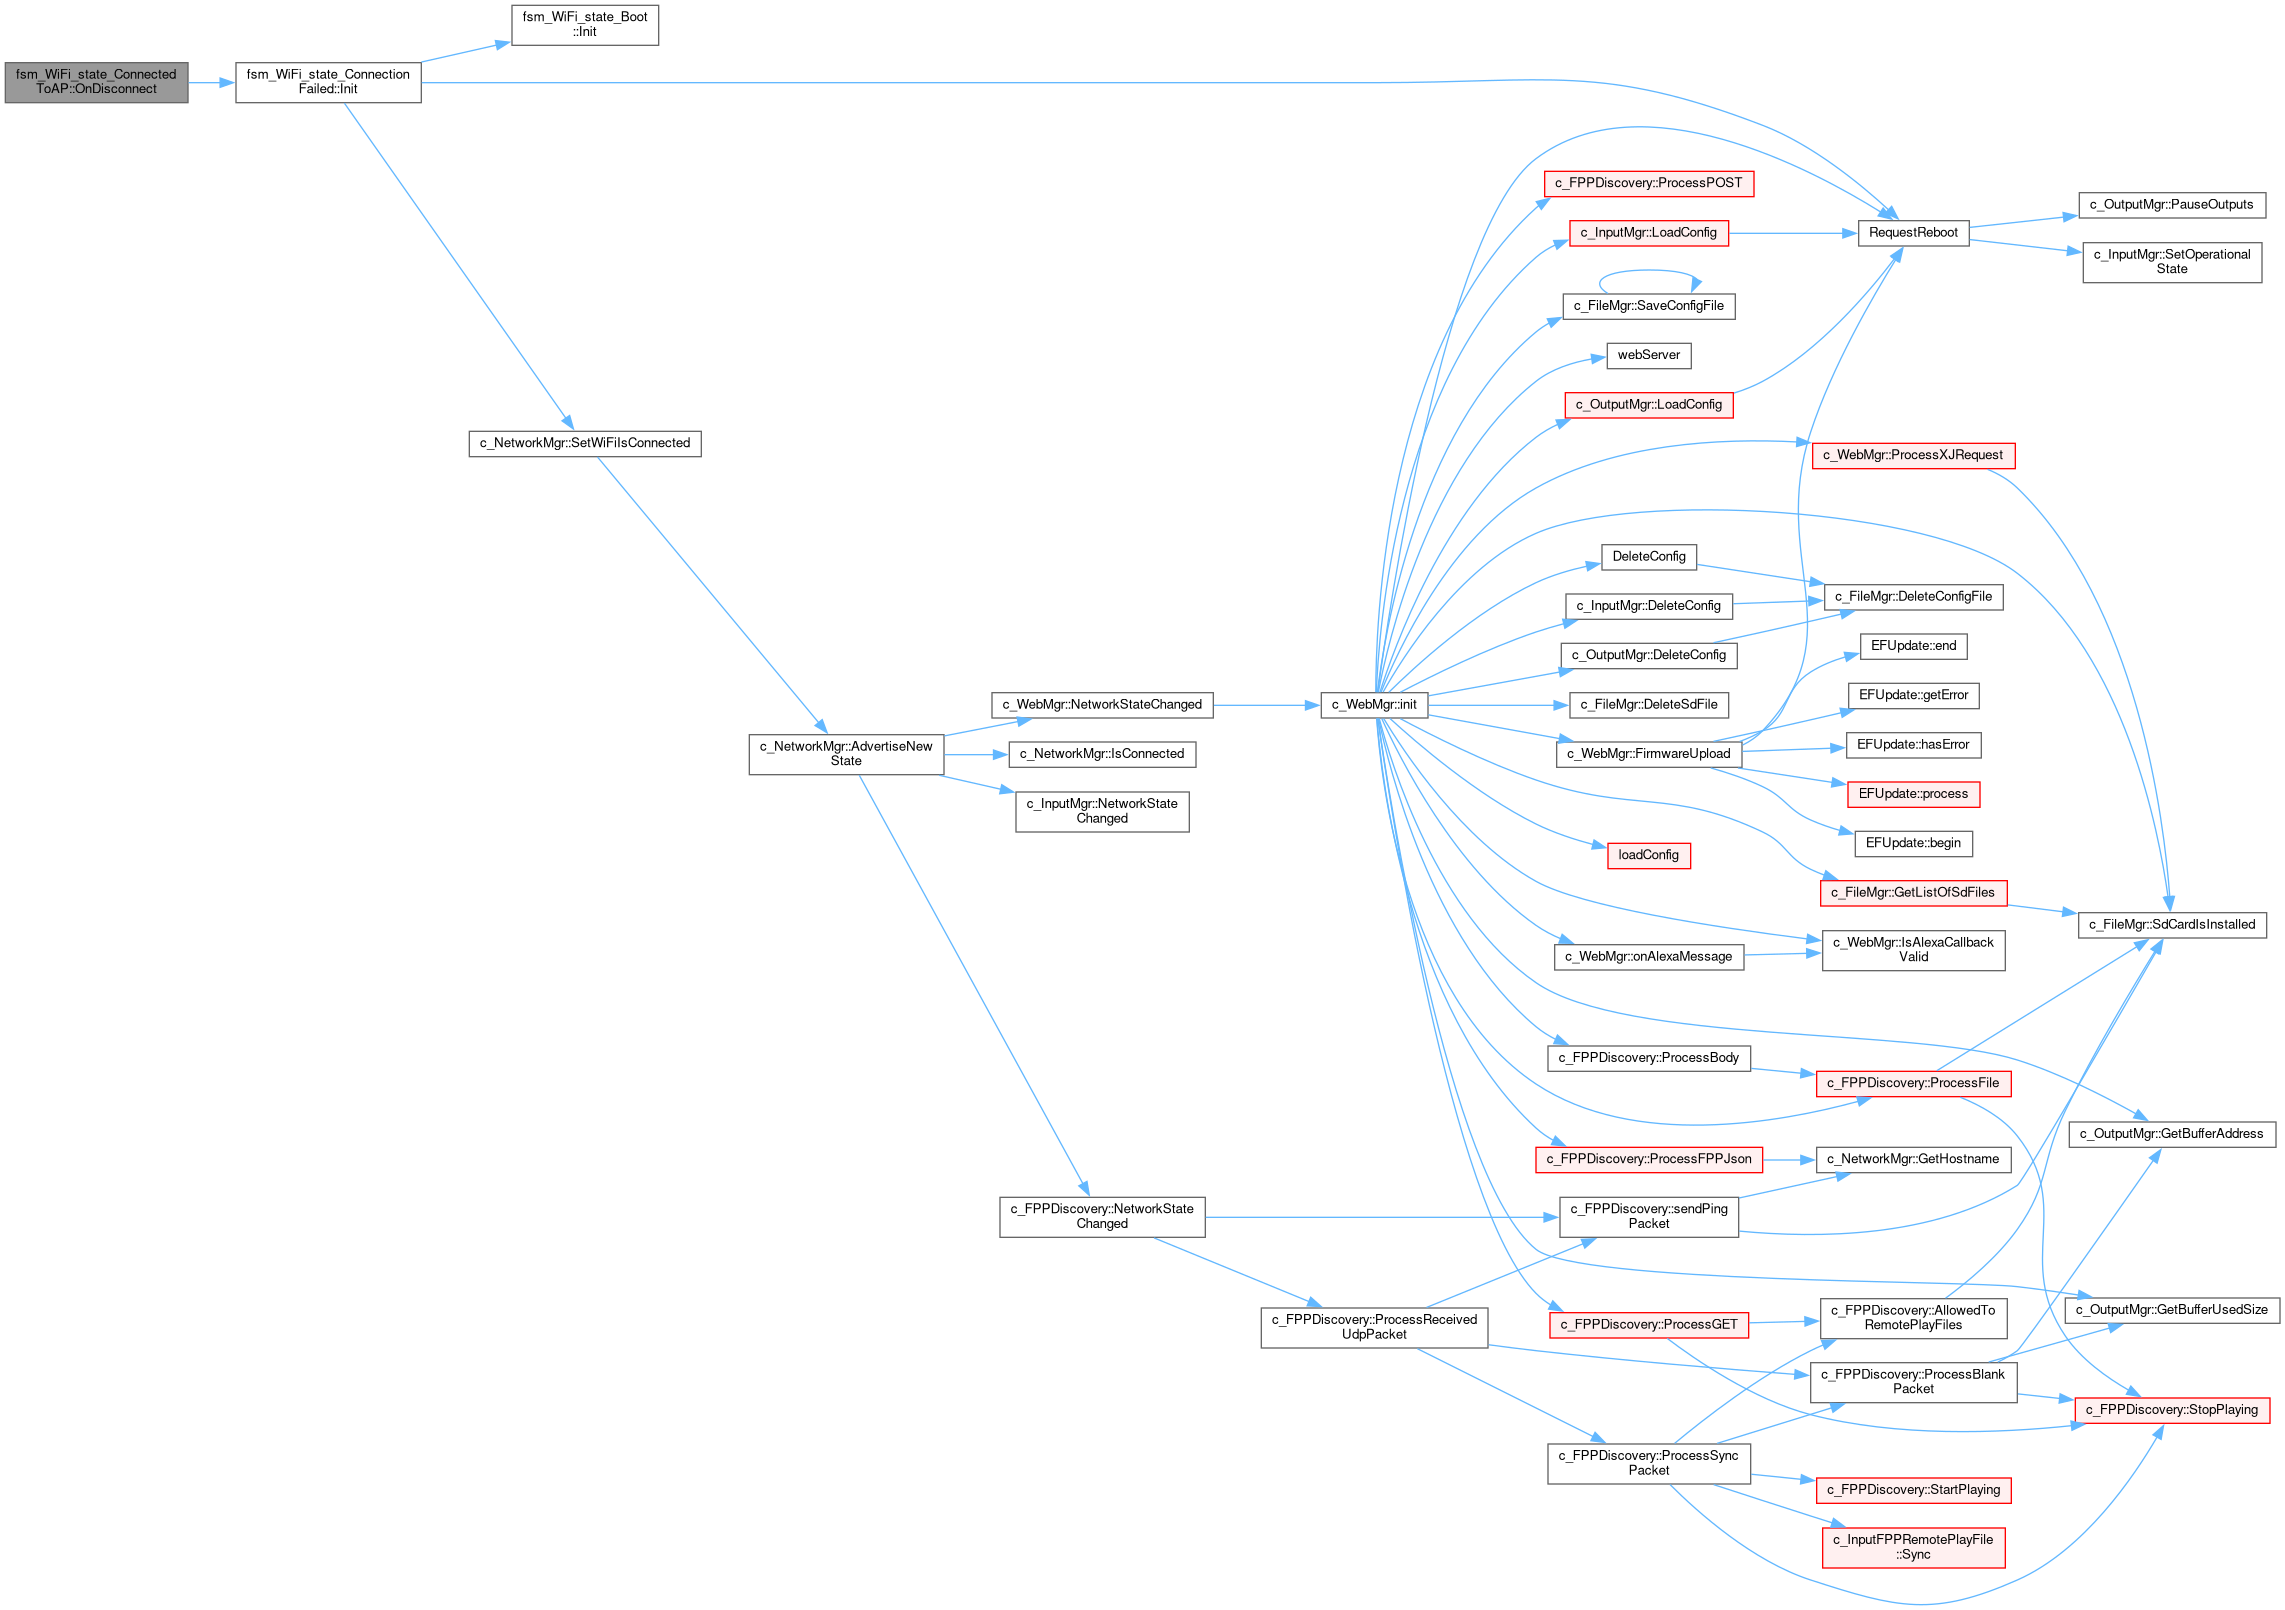 fsm_WiFi_state_Boot
::Init
fsm_WiFi_state_Connected
ToAP::OnDisconnect
fsm_WiFi_state_Connection
Failed::Init
c_FPPDiscovery::ProcessPOST
c_OutputMgr::PauseOutputs
c_InputMgr::LoadConfig
RequestReboot
c_InputMgr::SetOperational
State
c_FileMgr::SaveConfigFile
webServer
c_OutputMgr::LoadConfig
c_NetworkMgr::SetWiFiIsConnected
c_WebMgr::ProcessXJRequest
DeleteConfig
c_FileMgr::DeleteConfigFile
c_InputMgr::DeleteConfig
c_OutputMgr::DeleteConfig
EFUpdate::end
EFUpdate::getError
c_WebMgr::NetworkStateChanged
c_WebMgr::init
c_FileMgr::DeleteSdFile
c_NetworkMgr::AdvertiseNew
State
c_NetworkMgr::IsConnected
c_WebMgr::FirmwareUpload
EFUpdate::hasError
EFUpdate::process
c_InputMgr::NetworkState
Changed
EFUpdate::begin
loadConfig
c_FileMgr::GetListOfSdFiles
c_FileMgr::SdCardIsInstalled
c_WebMgr::onAlexaMessage
c_WebMgr::IsAlexaCallback
Valid
c_FPPDiscovery::ProcessBody
c_FPPDiscovery::ProcessFile
c_OutputMgr::GetBufferAddress
c_FPPDiscovery::ProcessFPPJson
c_NetworkMgr::GetHostname
c_FPPDiscovery::NetworkState
Changed
c_FPPDiscovery::sendPing
Packet
c_FPPDiscovery::ProcessReceived
UdpPacket
c_FPPDiscovery::ProcessGET
c_FPPDiscovery::AllowedTo
RemotePlayFiles
c_OutputMgr::GetBufferUsedSize
c_FPPDiscovery::ProcessBlank
Packet
c_FPPDiscovery::StopPlaying
c_FPPDiscovery::ProcessSync
Packet
c_FPPDiscovery::StartPlaying
c_InputFPPRemotePlayFile
::Sync